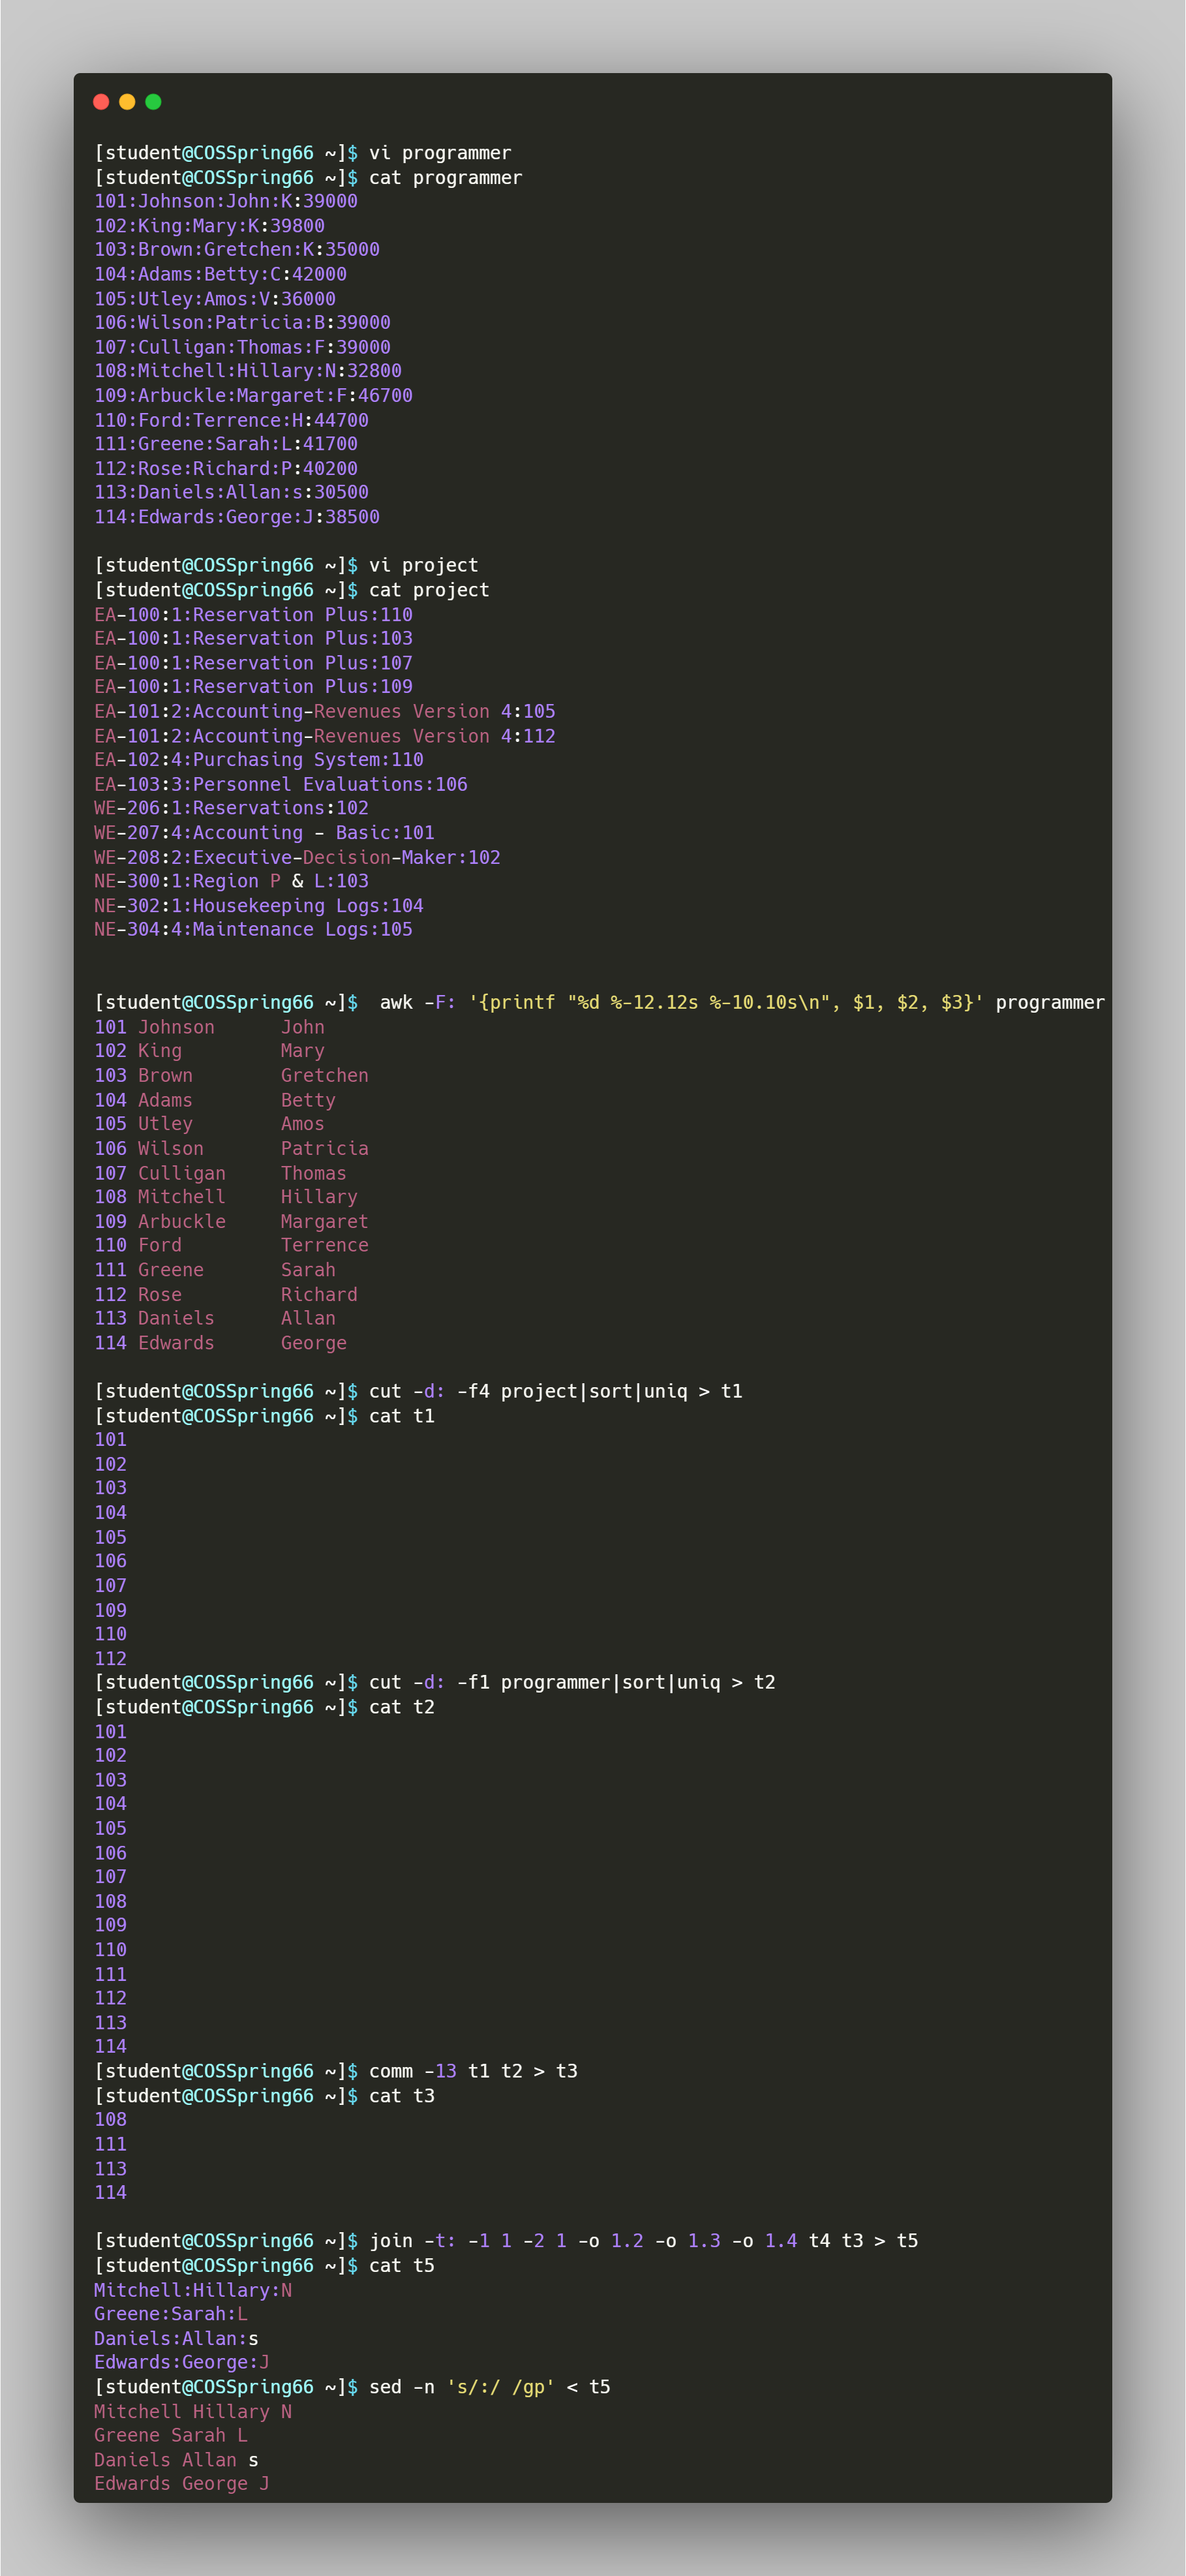 [student@COSSpring66 ~]$ vi programmer
[student@COSSpring66 ~]$ cat programmer
101:Johnson:John:K:39000
102:King:Mary:K:39800
103:Brown:Gretchen:K:35000
104:Adams:Betty:C:42000
105:Utley:Amos:V:36000
106:Wilson:Patricia:B:39000
107:Culligan:Thomas:F:39000
108:Mitchell:Hillary:N:32800
109:Arbuckle:Margaret:F:46700
110:Ford:Terrence:H:44700
111:Greene:Sarah:L:41700
112:Rose:Richard:P:40200
113:Daniels:Allan:s:30500
114:Edwards:George:J:38500
[student@COSSpring66 ~]$ vi project
[student@COSSpring66 ~]$ cat project
EA-100:1:Reservation Plus:110
EA-100:1:Reservation Plus:103
EA-100:1:Reservation Plus:107
EA-100:1:Reservation Plus:109
EA-101:2:Accounting-Revenues Version 4:105
EA-101:2:Accounting-Revenues Version 4:112
EA-102:4:Purchasing System:110
EA-103:3:Personnel Evaluations:106
WE-206:1:Reservations:102
WE-207:4:Accounting - Basic:101
WE-208:2:Executive-Decision-Maker:102
NE-300:1:Region P & L:103
NE-302:1:Housekeeping Logs:104
NE-304:4:Maintenance Logs:105
[student@COSSpring66 ~]$  awk -F: '{printf "%d %-12.12s %-10.10s\n", $1, $2, $3}' programmer
101 Johnson      John
102 King         Mary
103 Brown        Gretchen
104 Adams        Betty
105 Utley        Amos
106 Wilson       Patricia
107 Culligan     Thomas
108 Mitchell     Hillary
109 Arbuckle     Margaret
110 Ford         Terrence
111 Greene       Sarah
112 Rose         Richard
113 Daniels      Allan
114 Edwards      George
[student@COSSpring66 ~]$ cut -d: -f4 project|sort|uniq > t1
[student@COSSpring66 ~]$ cat t1
101
102
103
104
105
106
107
109
110
112
[student@COSSpring66 ~]$ cut -d: -f1 programmer|sort|uniq > t2
[student@COSSpring66 ~]$ cat t2
101
102
103
104
105
106
107
108
109
110
111
112
113
114
[student@COSSpring66 ~]$ comm -13 t1 t2 > t3
[student@COSSpring66 ~]$ cat t3
108
111
113
114
[student@COSSpring66 ~]$ join -t: -1 1 -2 1 -o 1.2 -o 1.3 -o 1.4 t4 t3 > t5
[student@COSSpring66 ~]$ cat t5
Mitchell:Hillary:N
Greene:Sarah:L
Daniels:Allan:s
Edwards:George:J
[student@COSSpring66 ~]$ sed -n 's/:/ /gp' < t5
Mitchell Hillary N
Greene Sarah L
Daniels Allan s
Edwards George J